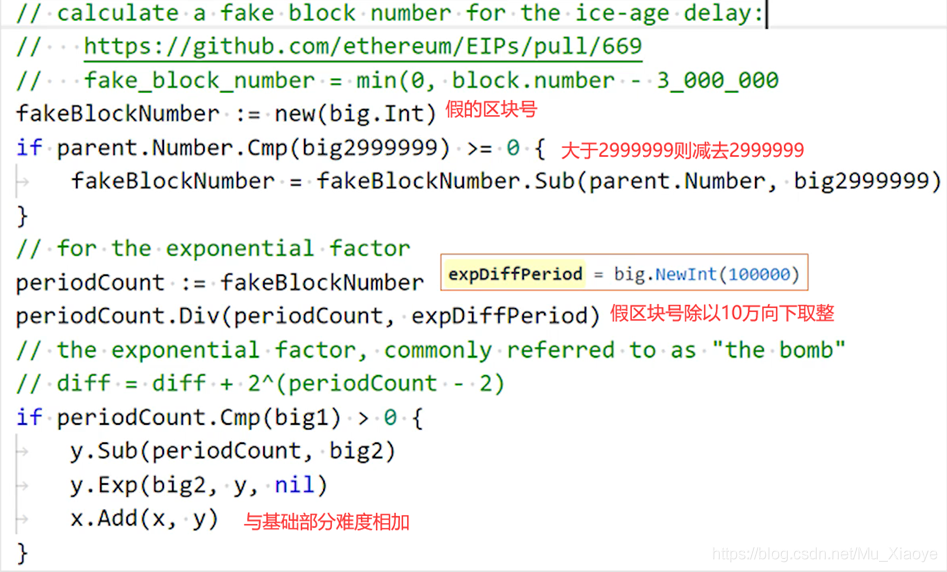 // calculate a fake block number for the ice-age delay:
// https://github.com/ethereum/EIPs/pull/669
// fake_block_number = min(0, block.number - 3_000_000
fakeBlockNumber := new(big.Int) 假的区块号
if parent.Number.Cmp(big2999999) >= 0 { 大于2999999则减去2999999
fakeBlockNumber = fakeBlockNumber.Sub(parent.Number, big2999999)
}
// for the exponential factor
periodCount := fakeBlockNumber expDiffPeriod = big.NewInt(100000)
periodCount.Div(periodCount, expDiffPeriod) 假区块号除以10万向下取整
// the exponential factor, commonly referred to as "the bomb"
// diff = diff + 2^(periodCount - 2)
if periodCount.Cmp(big1) > 0 {
y.Sub(periodCount, big2)
y.Exp(big2, y, nil)
x.Add(x, y) 与基础部分难度相加
}
https://blog.csdn.net/Mu_Xiaoye